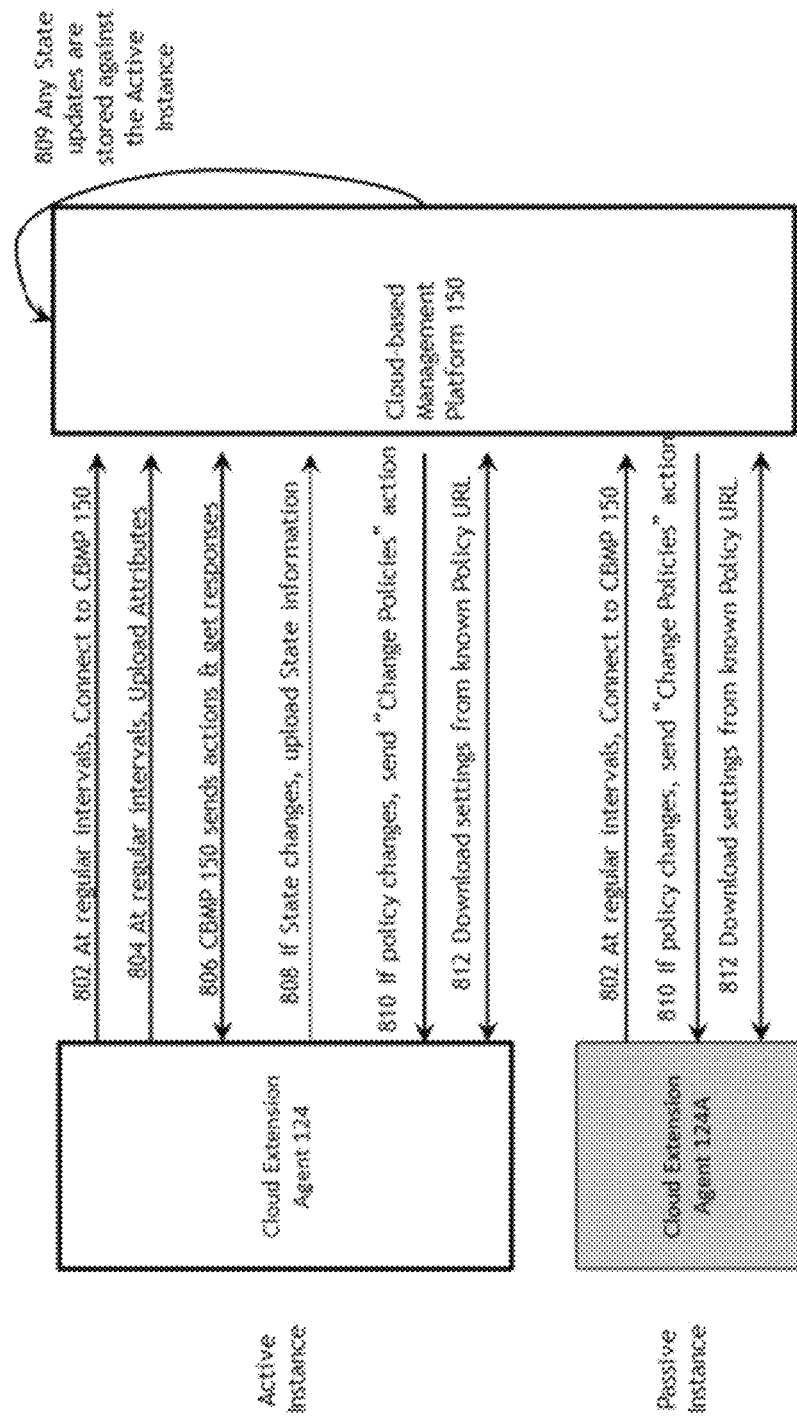 Active
Instance
Cloud Extension
Agent 124
802 At regular intervals, Connect to CBMP 150
804 At regular intervals, Upload Attributes
806 CBMP 150 sends actions & get responses
808 If State changes, upload State information
810 If policy changes, send “Change Policies” action
812 Download settings from known Policy URL
Cloud-based
Management
Platform 150
809 Any State
updates are
stored against
the Active
Instance
Passive
Instance
Cloud Extension
Agent 124A
802 At regular intervals, Connect to CBMP 150
810 If policy changes, send “Change Policies” action
812 Download settings from known Policy URL